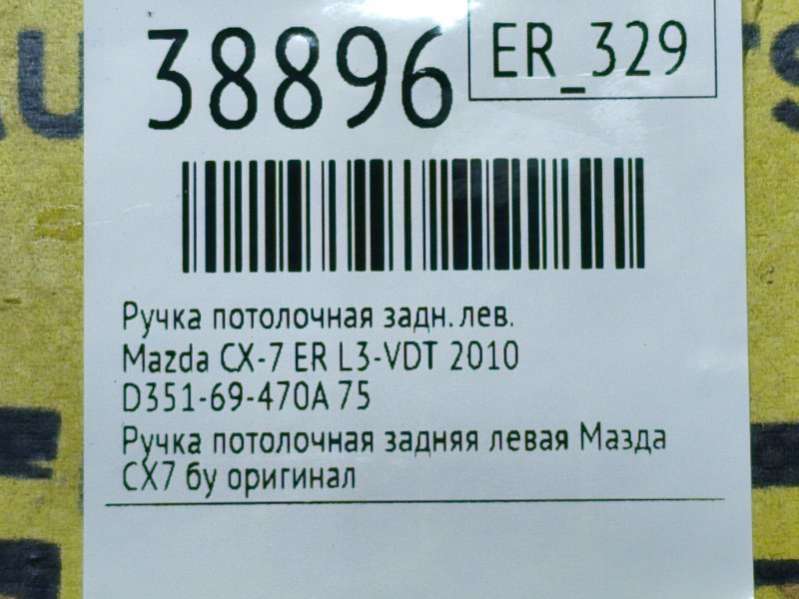 38896
ER_329
Ручка потолочная задн. лев.
Mazda CX-7 ER L3-VDT 2010
D351-69-470A 75
Ручка потолочная задняя левая Мазда
СХ7 бу оригинал